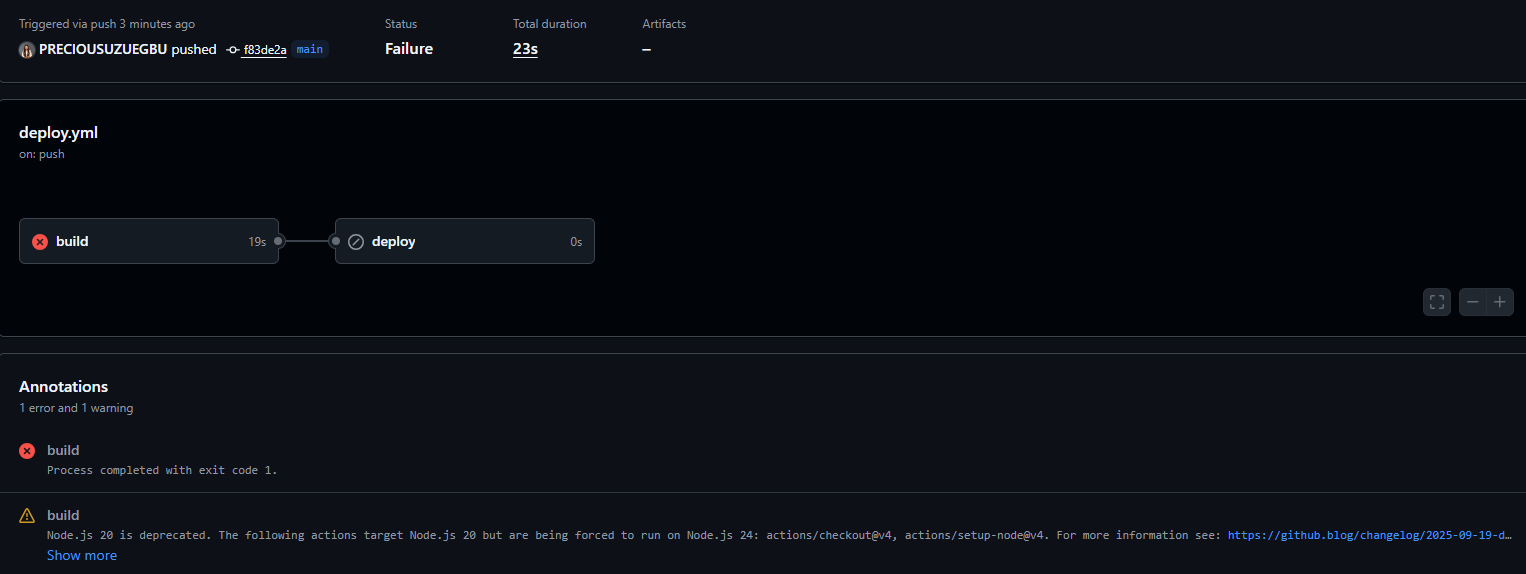 Triggered via push 3 minutes ago
PRECIOUSUZUEGBU pushed f83de2a main
Status
Failure
Total duration
23s
Artifacts
–
deploy.yml
on: push
build 19s
deploy 0s
Annotations
1 error and 1 warning
build
Process completed with exit code 1.
build
Node.js 20 is deprecated. The following actions target Node.js 20 but are being forced to run on Node.js 24: actions/checkout@v4, actions/setup-node@v4. For more information see: https://github.blog/changelog/2025-09-19-d…
Show more